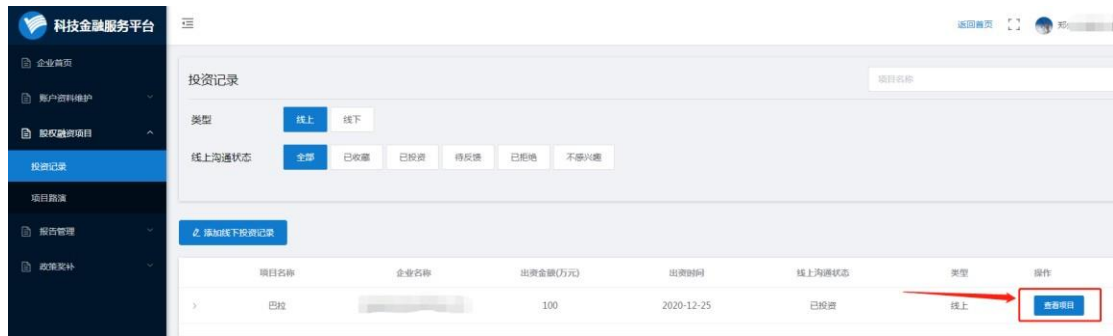 科技金融服务平台
返回首页
郑
企业首页
账户资料维护
股权融资项目
投资记录
项目路演
报告管理
政策奖补
投资记录
项目名称
类型 线上 线下
线上沟通状态 全部 已收藏 已投资 待反馈 已拒绝 不感兴趣
添加线下投资记录
项目名称 企业名称 出资金额(万元) 出资时间 线上沟通状态 类型 操作
巴拉 100 2020-12-25 已投资 线上 查看项目